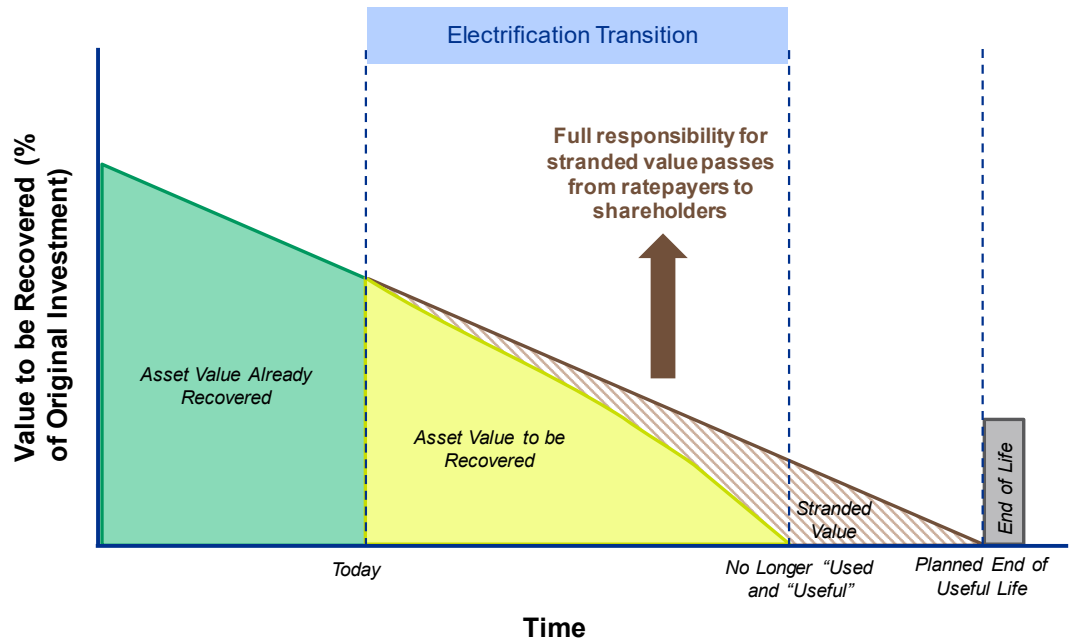 Electrification Transition
Full responsibility for
stranded value passes
from ratepayers to
shareholders
Value to be Recovered (%
of Original Investment)
Asset Value Already
Recovered
Asset Value to be
Recovered
Stranded
Value
End of Life
Today
No Longer “Used
and “Useful”
Planned End of
Useful Life
Time